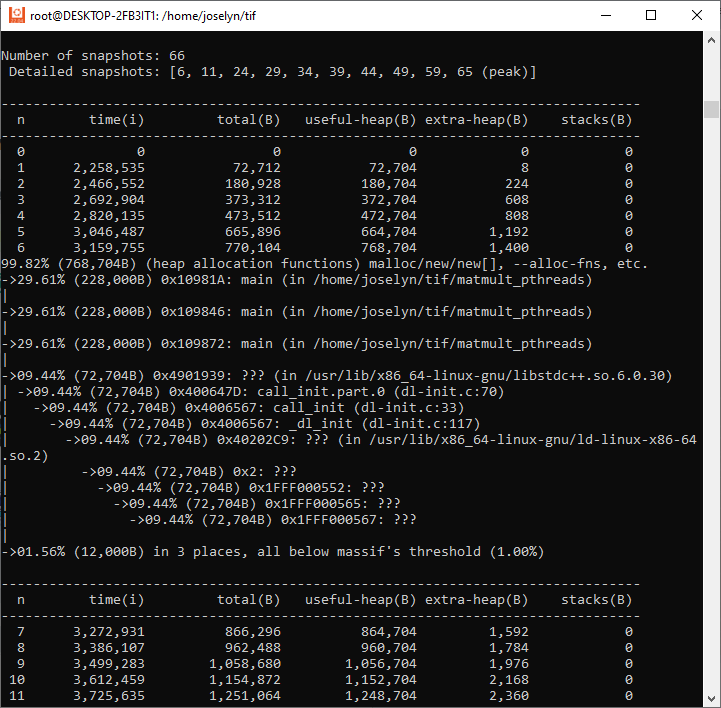 root@DESKTOP-2FB3IT1: /home/joselyn/tif
Number of snapshots: 66
 Detailed snapshots: [6, 11, 24, 29, 34, 39, 44, 49, 59, 65 (peak)]
--------------------------------------------------------------------------------
  n        time(i)         total(B)   useful-heap(B) extra-heap(B)    stacks(B)
--------------------------------------------------------------------------------
  0              0                0                0             0            0
  1      2,258,535           72,712           72,704             8            0
  2      2,466,552          180,928          180,704           224            0
  3      2,692,904          373,312          372,704           608            0
  4      2,820,135          473,512          472,704           808            0
  5      3,046,487          665,896          664,704         1,192            0
  6      3,159,755          770,104          768,704         1,400            0
99.82% (768,704B) (heap allocation functions) malloc/new/new[], --alloc-fns, etc.
->29.61% (228,000B) 0x10981A: main (in /home/joselyn/tif/matmult_pthreads)
|
->29.61% (228,000B) 0x109846: main (in /home/joselyn/tif/matmult_pthreads)
|
->29.61% (228,000B) 0x109872: main (in /home/joselyn/tif/matmult_pthreads)
|
->09.44% (72,704B) 0x4901939: ??? (in /usr/lib/x86_64-linux-gnu/libstdc++.so.6.0.30)
| ->09.44% (72,704B) 0x400647D: call_init.part.0 (dl-init.c:70)
|   ->09.44% (72,704B) 0x4006567: call_init (dl-init.c:33)
|     ->09.44% (72,704B) 0x4006567: _dl_init (dl-init.c:117)
|       ->09.44% (72,704B) 0x40202C9: ??? (in /usr/lib/x86_64-linux-gnu/ld-linux-x86-64
.so.2)
|         ->09.44% (72,704B) 0x2: ???
|           ->09.44% (72,704B) 0x1FFF000552: ???
|             ->09.44% (72,704B) 0x1FFF000565: ???
|               ->09.44% (72,704B) 0x1FFF000567: ???
|
->01.56% (12,000B) in 3 places, all below massif's threshold (1.00%)
--------------------------------------------------------------------------------
  n        time(i)         total(B)   useful-heap(B) extra-heap(B)    stacks(B)
--------------------------------------------------------------------------------
  7      3,272,931          866,296          864,704         1,592            0
  8      3,386,107          962,488          960,704         1,784            0
  9      3,499,283        1,058,680        1,056,704         1,976            0
 10      3,612,459        1,154,872        1,152,704         2,168            0
 11      3,725,635        1,251,064        1,248,704         2,360            0